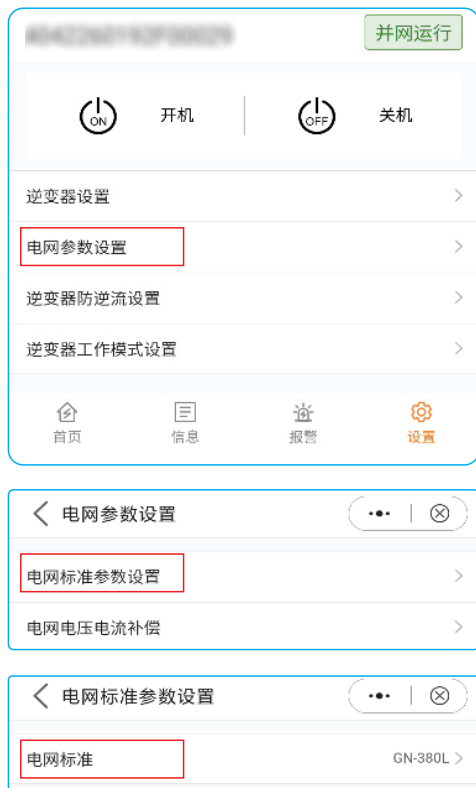 并网运行
ON 开机 OFF 关机
逆变器设置
电网参数设置
逆变器防逆流设置
逆变器工作模式设置
首页 信息 报警 设置
电网参数设置
电网标准参数设置
电网电压电流补偿
电网标准参数设置
电网标准 GN-380L